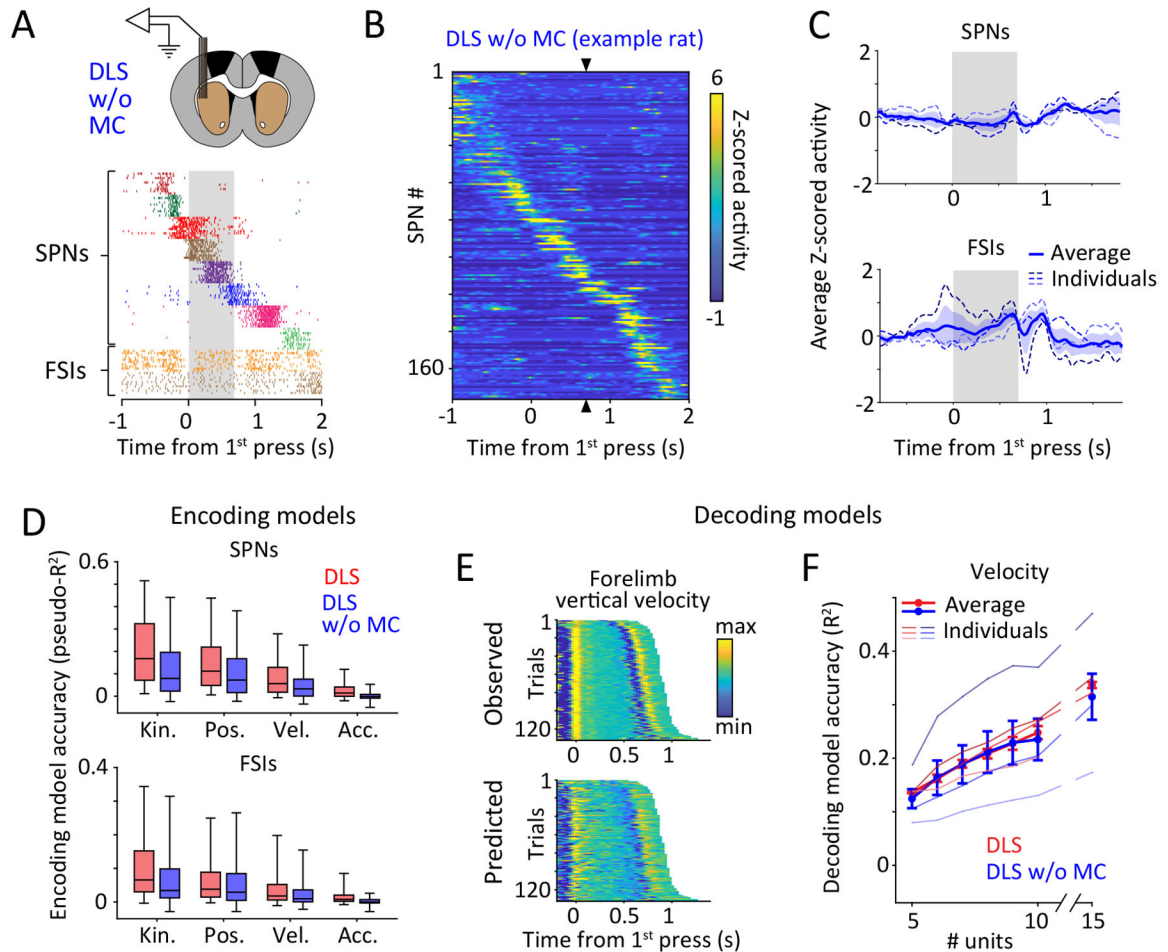 A
DLS
w/o
MC
SPNs
FSIs
-1
0
1
2
Time from 1st press (s)
B
DLS w/o MC (example rat)
1
SPN #
160
-1
0
1
2
Time from 1st press (s)
6
Z-scored activity
-1
C
SPNs
2
0
-2
0
1
Average Z-scored activity
FSIs
Average
Individuals
2
0
-2
0
1
Time from 1st press (s)
D
Encoding models
SPNs
Encoding mdoel accuracy (pseudo-R2)
0.6
0
DLS
DLS
w/o MC
Kin.
Pos.
Vel.
Acc.
FSIs
0.4
0
Kin.
Pos.
Vel.
Acc.
Decoding models
E
Forelimb
vertical velocity
Observed
Trials
1
120
0
0.5
1
max
min
Predicted
Trials
1
120
0
0.5
1
Time from 1st press (s)
F
Velocity
Average
Individuals
Decoding model accuracy (R2)
0.4
0.2
0
DLS
DLS w/o MC
5
10
15
# units